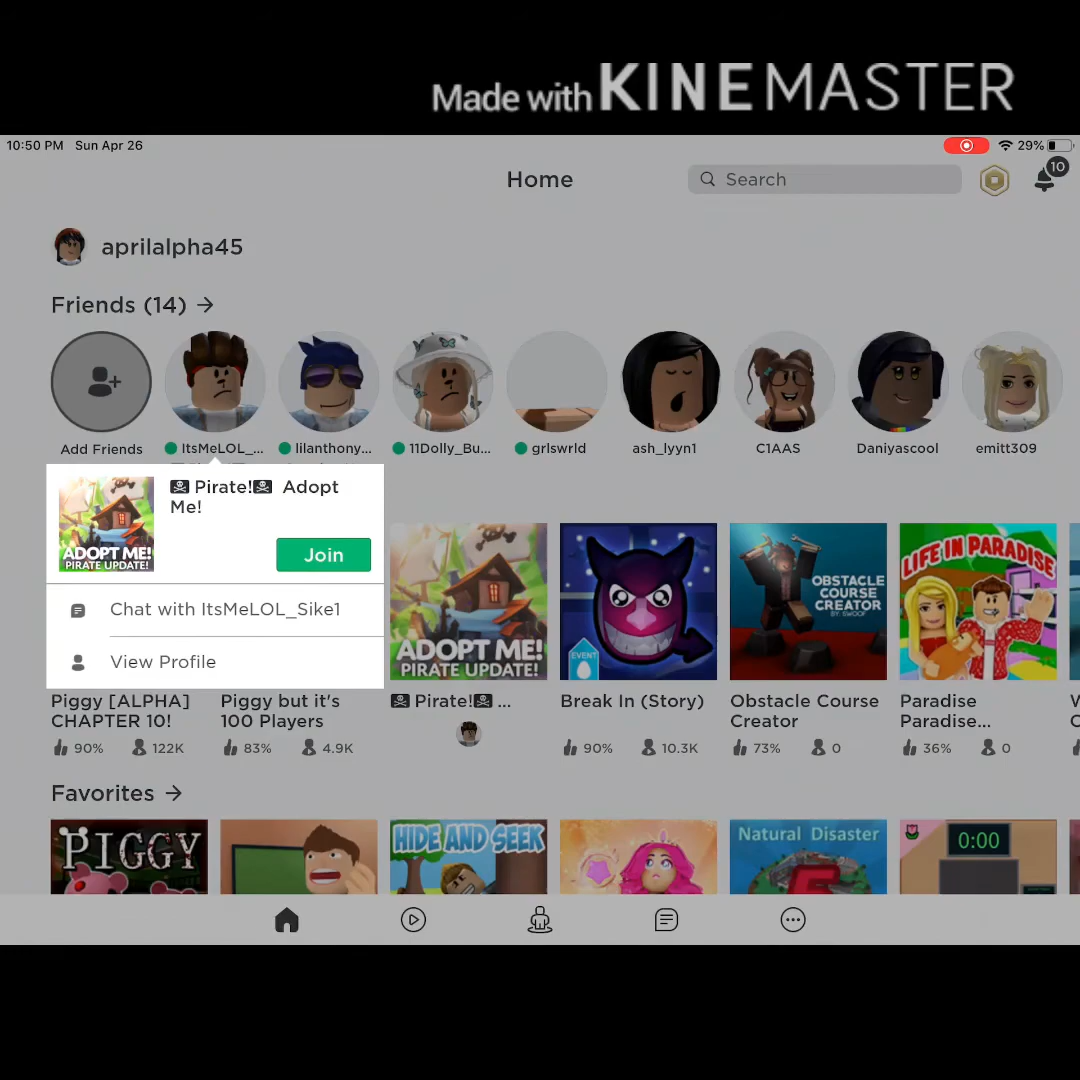 Made with KINEMASTER
10:50 PM Sun Apr 26
29%
Home
Search
10
aprilalpha45
Friends (14) →
Add Friends
ItsMeLOL_...
lilanthony...
11Dolly_Bu...
grlswrld
ash_lyyn1
C1AAS
Daniyascool
emitt309
☠ Pirate!☠ Adopt
Me!
ADOPT ME!
PIRATE UPDATE!
Join
Chat with ItsMeLOL_Sike1
View Profile
ADOPT ME!
PIRATE UPDATE!
EVENT
OBSTACLE
COURSE
CREATOR
BY: BWOOF
LIFE IN PARADISE
Piggy [ALPHA]
CHAPTER 10!
90% 122K
Piggy but it's
100 Players
83% 4.9K
☠ Pirate!☠ ...
Break In (Story)
90% 10.3K
Obstacle Course
Creator
73% 0
Paradise
Paradise...
36% 0
Favorites →
PIGGY
HIDE AND SEEK
Natural Disaster
0:00